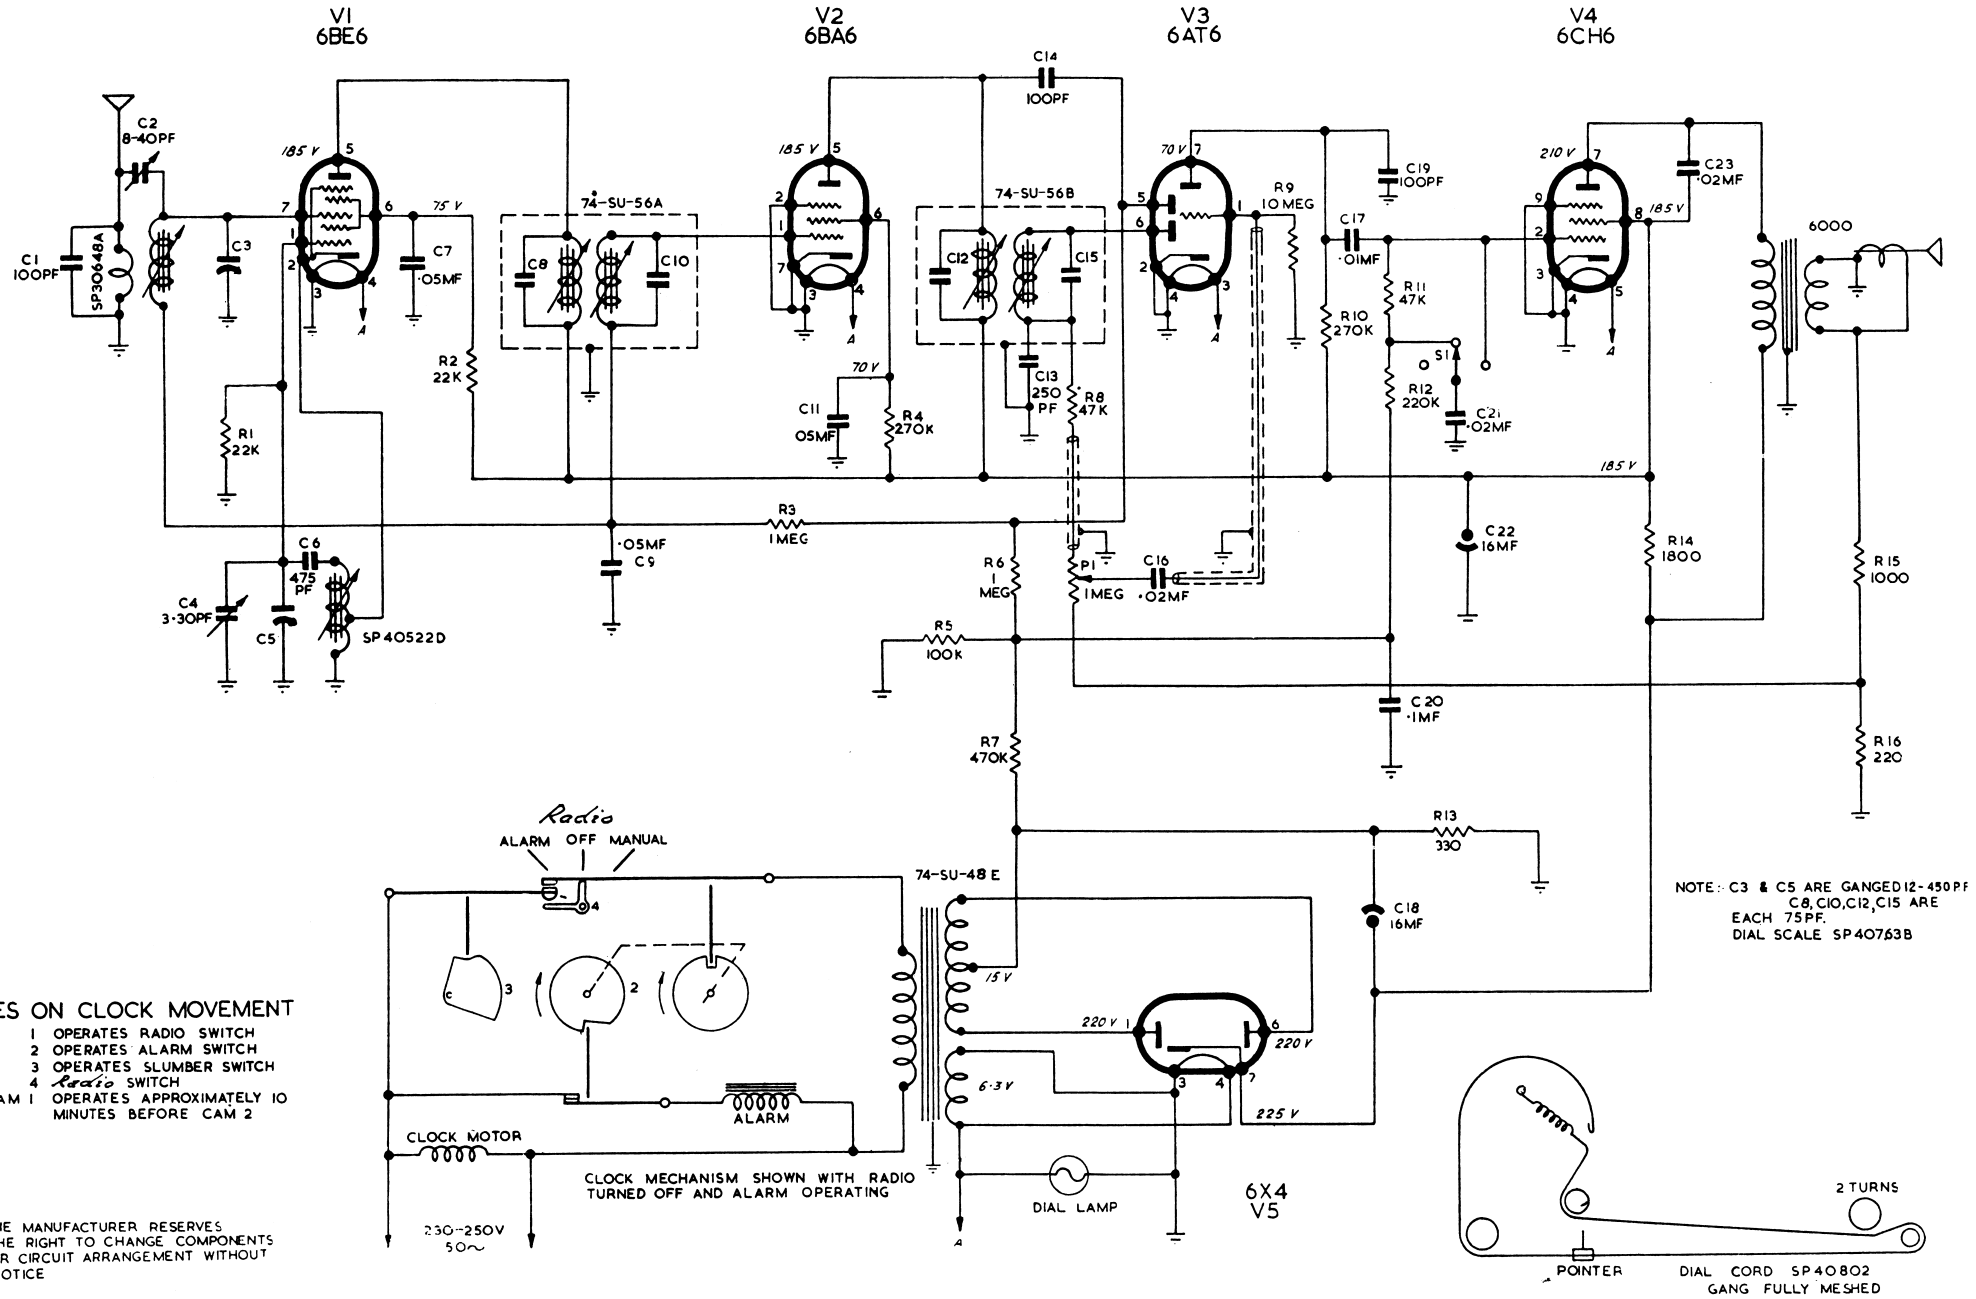 V1
6BE6
V2
6BA6
V3
6AT6
V4
6CH6
C2
8-40PF
185 V
5
7
6
1
2
3
4
A
75 V
C1
100PF
SP30648A
C3
C7
.05MF
R1
22K
R2
22K
74-SU-56A
C8
C10
185 V
5
2
6
1
7
3
4
A
70 V
C11
05MF
R4
270K
C14
100PF
74-SU-56B
C12
C15
C13
250
PF
R8
47K
70 V
7
5
6
1
2
4
3
A
R9
10 MEG
C19
100PF
C17
.01MF
R10
270K
R11
47K
R12
220K
S1
C21
.02MF
210 V
7
9
8
2
3
4
5
A
185 V
C23
.02MF
6000
185 V
C6
475
PF
C4
3-30PF
C5
SP40522D
R3
1MEG
.05MF
C9
R6
1
MEG
P1
1MEG
C16
.02MF
R5
100K
C22
16MF
R14
1800
R15
1000
C20
.1MF
R7
470K
R16
220
R13
330
C18
16MF
Radio
ALARM OFF MANUAL
4
3
C
2
74-SU-48E
15 V
220 V
1
6
220 V
3
4
7
6.3V
225 V
ALARM
CLOCK MOTOR
CLOCK MECHANISM SHOWN WITH RADIO
TURNED OFF AND ALARM OPERATING
230-250V
50~
DIAL LAMP
A
6X4
V5
NOTE:- C3 & C5 ARE GANGED 12-450PF
C8, C10, C12, C15 ARE
EACH 75PF.
DIAL SCALE SP40763B
ES ON CLOCK MOVEMENT
1 OPERATES RADIO SWITCH
2 OPERATES ALARM SWITCH
3 OPERATES SLUMBER SWITCH
4 Radio SWITCH
AM 1 OPERATES APPROXIMATELY 10
MINUTES BEFORE CAM 2
HE MANUFACTURER RESERVES
HE RIGHT TO CHANGE COMPONENTS
R CIRCUIT ARRANGEMENT WITHOUT
OTICE
2 TURNS
POINTER
DIAL CORD SP40802
GANG FULLY MESHED